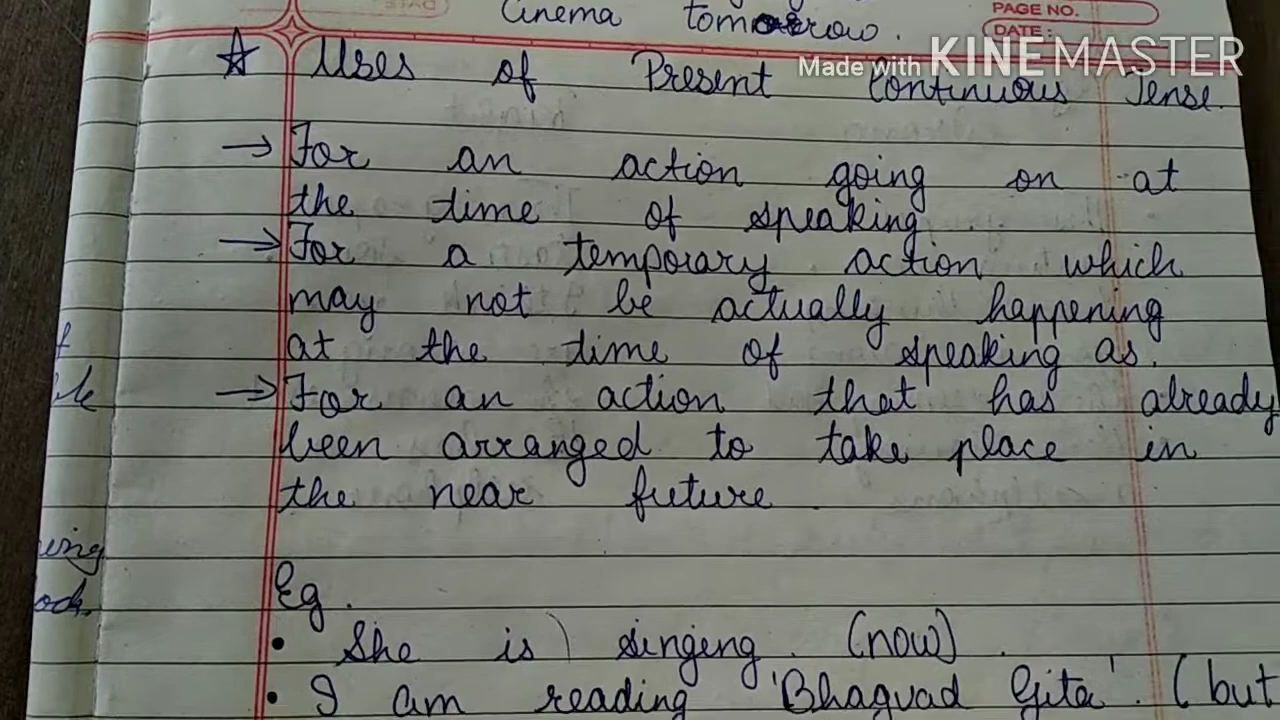 Cinema tomorrow.
PAGE NO.
DATE:
Made with KINEMASTER
☆ Uses of Present Continuous Tense.
→ For an action going on at
the time of speaking.
→ For a temporary action which
may not be actually happening
at the time of speaking as.
→ For an action that has already
been arranged to take place in
the near future.
Eg.
• She is singing. (now).
• I am reading 'Bhagvad Gita'. (but